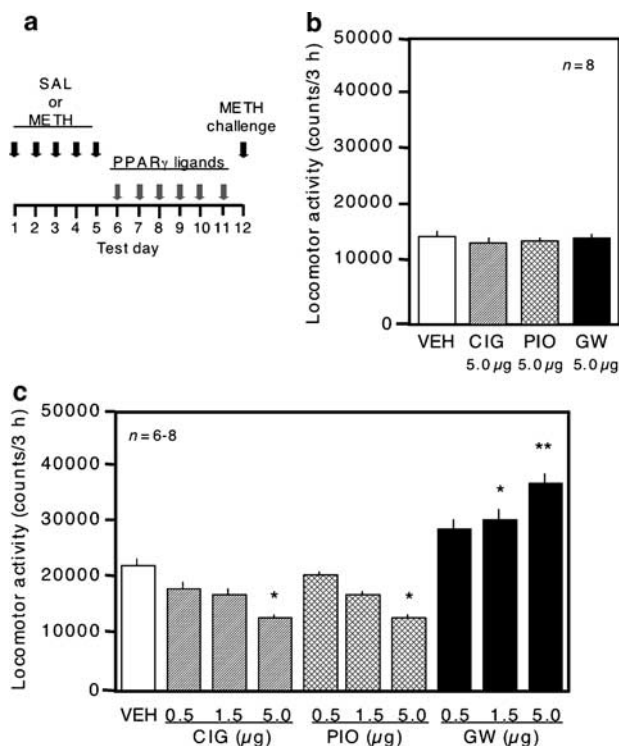 a
SAL
or
METH
METH
challenge
PPARγ ligands
1 2 3 4 5 6 7 8 9 10 11 12
Test day
b
Locomotor activity (counts/3 h)
50000
40000
30000
20000
10000
0
n=8
VEH CIG PIO GW
5.0 µg 5.0 µg 5.0 µg
c
Locomotor activity (counts/3 h)
50000
40000
30000
20000
10000
0
n=6-8
* * * **
VEH 0.5 1.5 5.0 0.5 1.5 5.0 0.5 1.5 5.0
CIG (µg) PIO (µg) GW (µg)